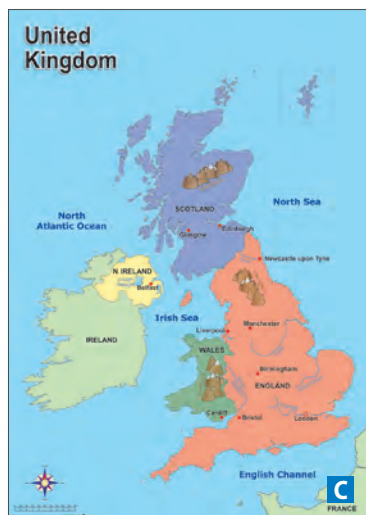 United
Kingdom
North Sea
SCOTLAND
North
Atlantic Ocean
Edinburgh
Glasgow
Newcastle upon Tyne
N. IRELAND
Belfast
Irish Sea
Liverpool
Manchester
IRELAND
WALES
Birmingham
ENGLAND
Cardiff
Bristol
London
English Channel
C
FRANCE